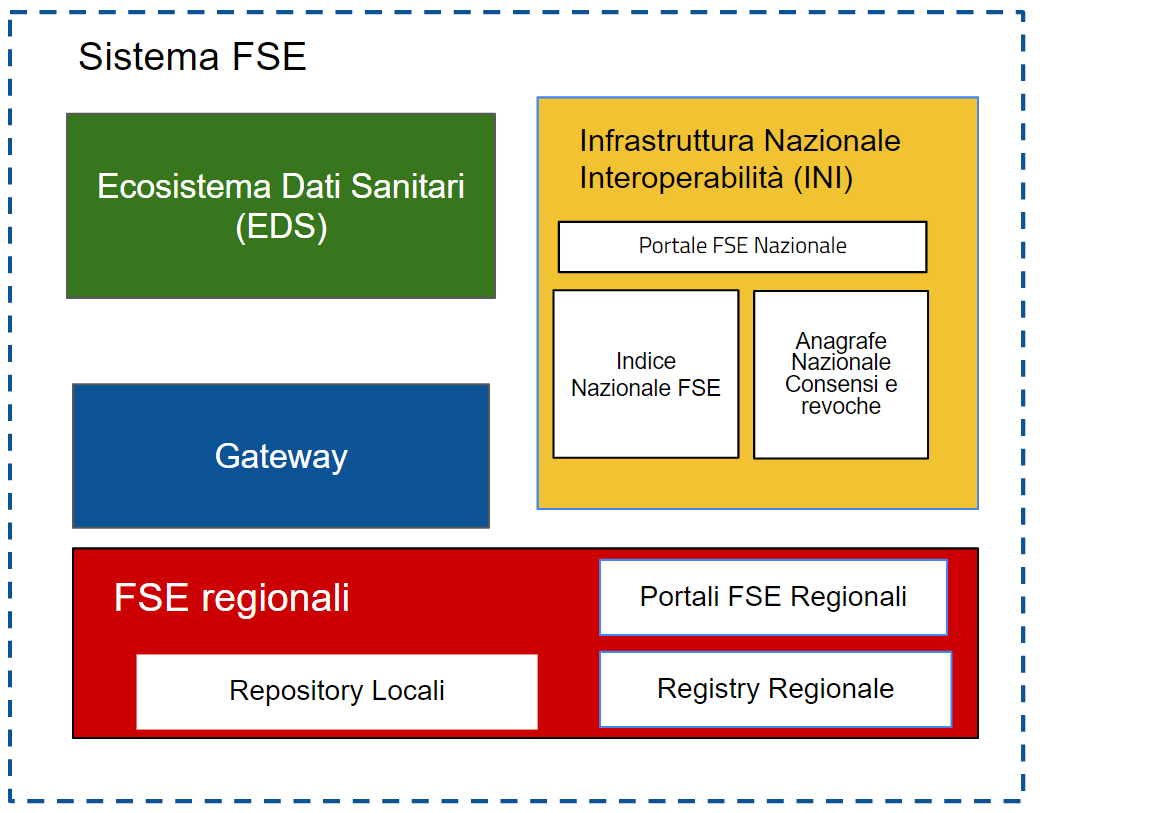 Sistema FSE
Ecosistema Dati Sanitari
(EDS)
Infrastruttura Nazionale
Interoperabilità (INI)
Portale FSE Nazionale
Indice
Nazionale FSE
Anagrafe
Nazionale
Consensi e
revoche
Gateway
FSE regionali
Portali FSE Regionali
Repository Locali
Registry Regionale